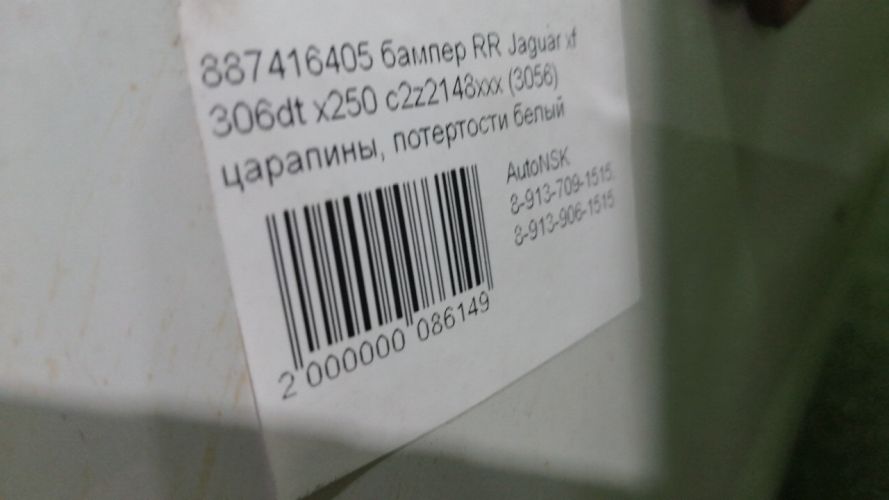 887416405 бампер RR Jaguar xf
306dt x250 c2z2148xxx (3056)
царапины, потертости белый
AutoNSK
8-913-709-1515,
8-913-906-1515
2 000000 086149